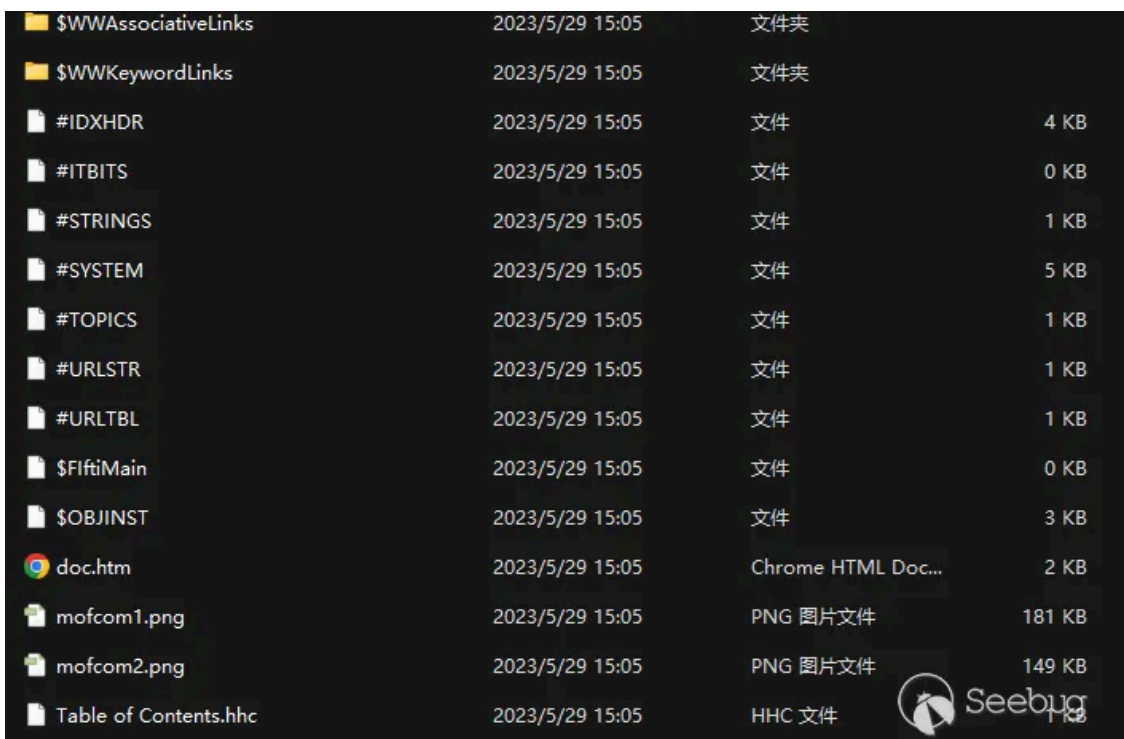 $WWAssociativeLinks 2023/5/29 15:05 文件夹
$WWKeywordLinks 2023/5/29 15:05 文件夹
#IDXHDR 2023/5/29 15:05 文件 4 KB
#ITBITS 2023/5/29 15:05 文件 0 KB
#STRINGS 2023/5/29 15:05 文件 1 KB
#SYSTEM 2023/5/29 15:05 文件 5 KB
#TOPICS 2023/5/29 15:05 文件 1 KB
#URLSTR 2023/5/29 15:05 文件 1 KB
#URLTBL 2023/5/29 15:05 文件 1 KB
$FIftiMain 2023/5/29 15:05 文件 0 KB
$OBJINST 2023/5/29 15:05 文件 3 KB
doc.htm 2023/5/29 15:05 Chrome HTML Doc... 2 KB
mofcom1.png 2023/5/29 15:05 PNG 图片文件 181 KB
mofcom2.png 2023/5/29 15:05 PNG 图片文件 149 KB
Table of Contents.hhc 2023/5/29 15:05 HHC 文件 1 KB
Seebug